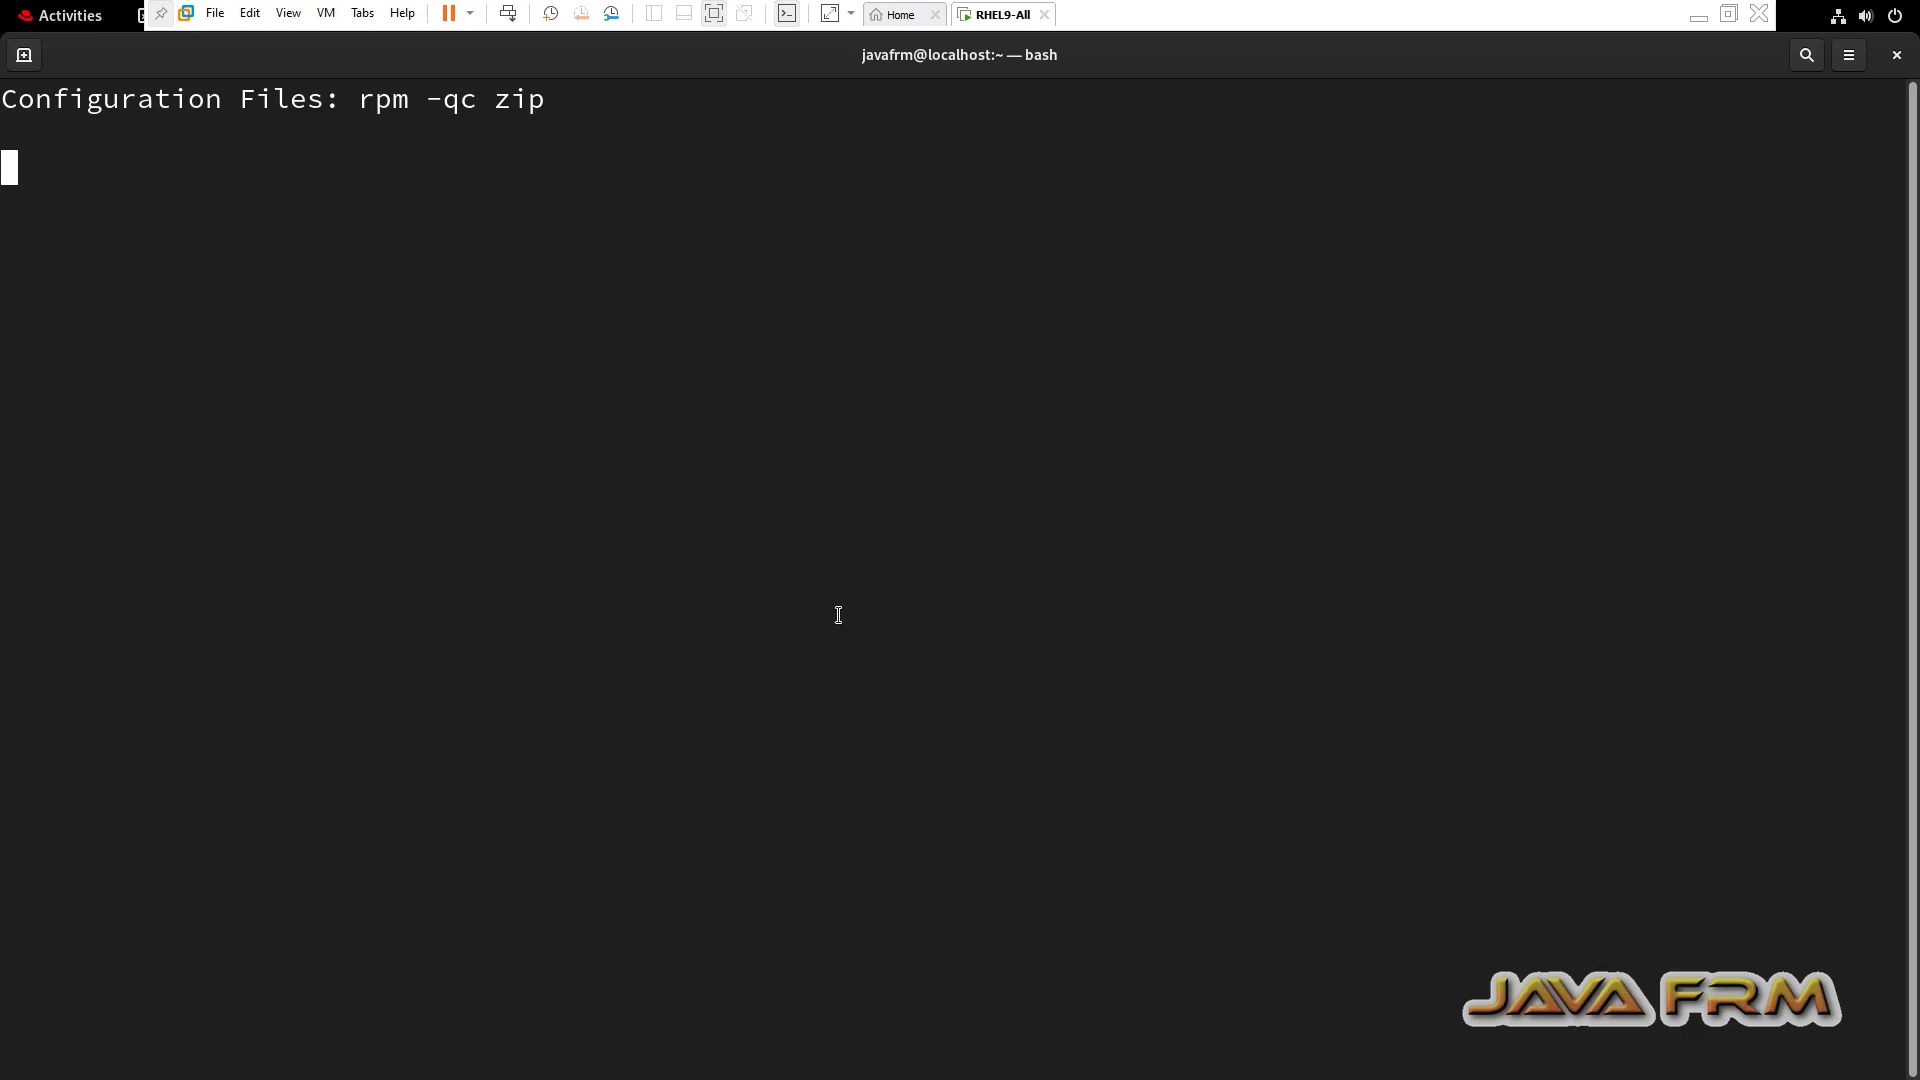 Activities
File Edit View VM Tabs Help
Home
RHEL9-All
javafrm@localhost:~ — bash
Configuration Files: rpm -qc zip
JAVA FRM